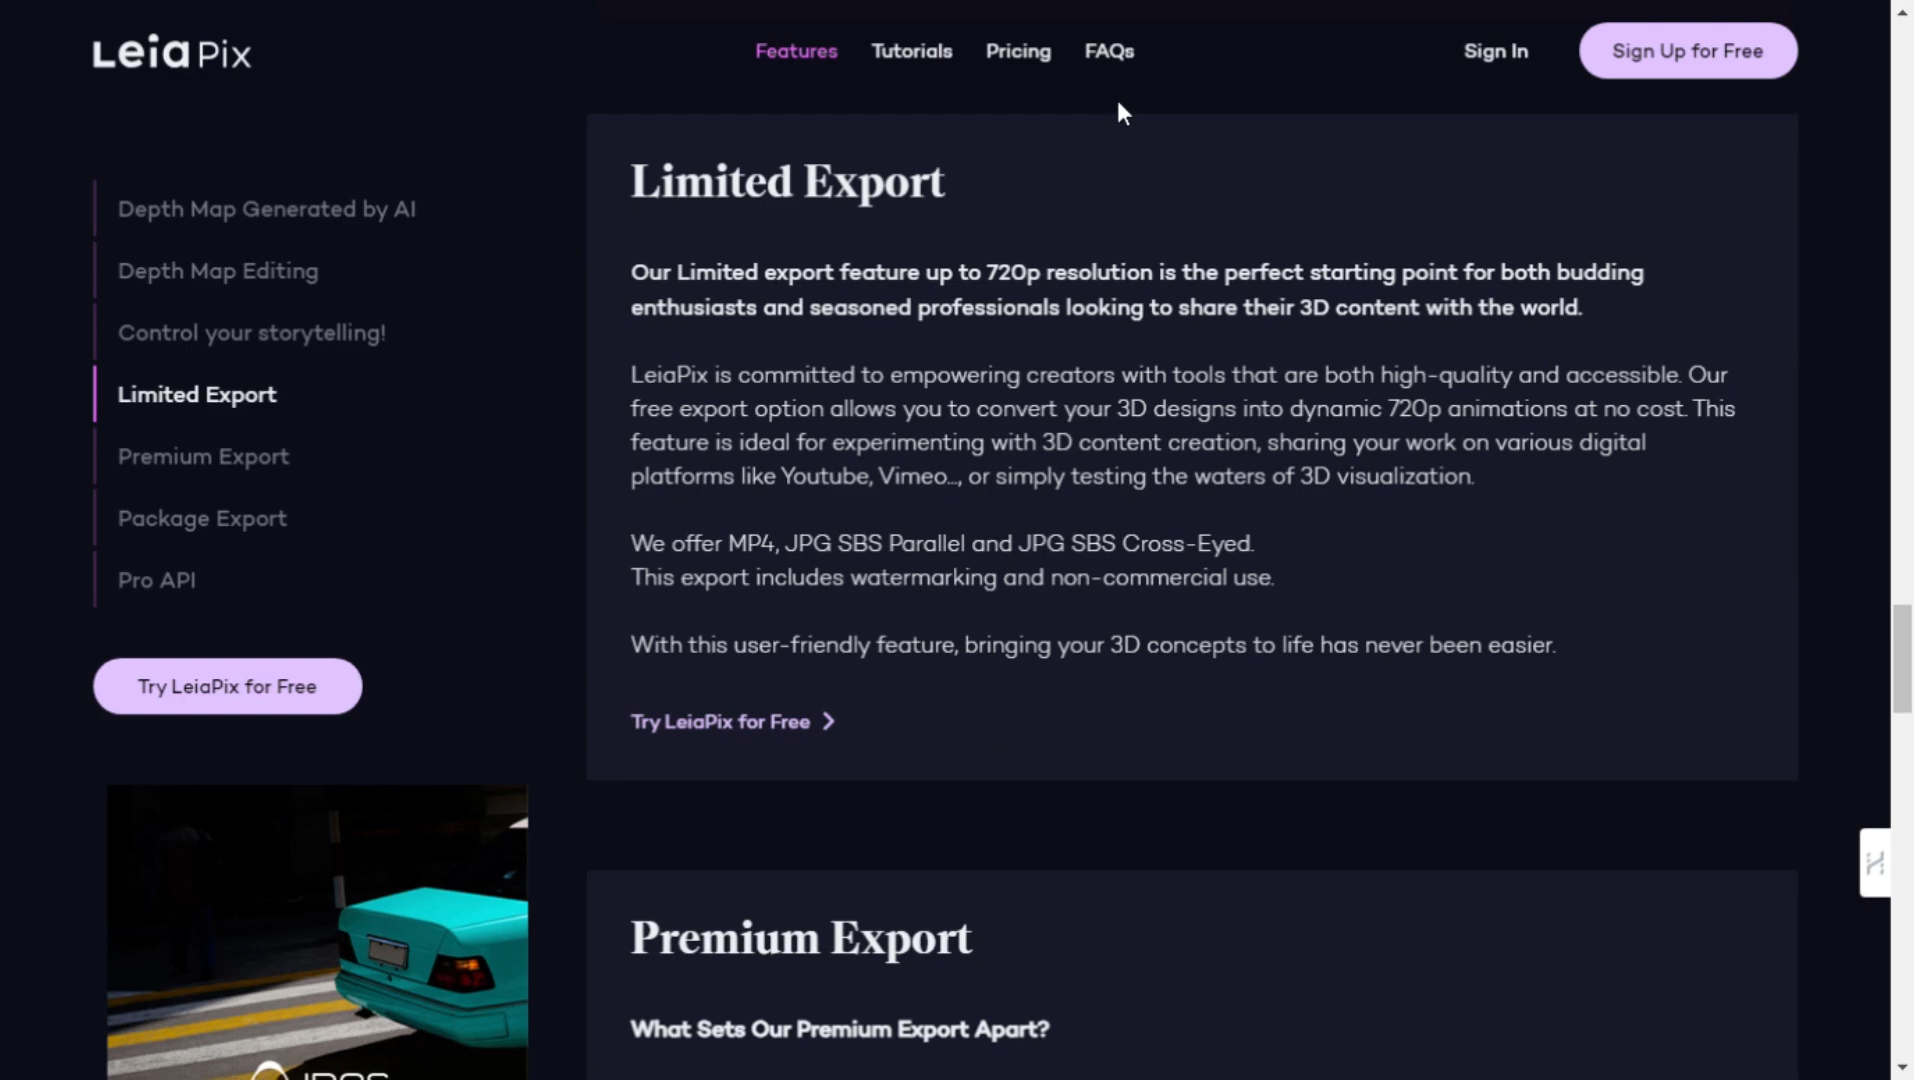 Leia Pix
Features
Tutorials
Pricing
FAQs
Sign In
Sign Up for Free
Depth Map Generated by AI
Depth Map Editing
Control your storytelling!
Limited Export
Premium Export
Package Export
Pro API
Try LeiaPix for Free
Limited Export
Our Limited export feature up to 720p resolution is the perfect starting point for both budding
enthusiasts and seasoned professionals looking to share their 3D content with the world.
LeiaPix is committed to empowering creators with tools that are both high-quality and accessible. Our
free export option allows you to convert your 3D designs into dynamic 720p animations at no cost. This
feature is ideal for experimenting with 3D content creation, sharing your work on various digital
platforms like Youtube, Vimeo..., or simply testing the waters of 3D visualization.
We offer MP4, JPG SBS Parallel and JPG SBS Cross-Eyed.
This export includes watermarking and non-commercial use.
With this user-friendly feature, bringing your 3D concepts to life has never been easier.
Try LeiaPix for Free
Premium Export
What Sets Our Premium Export Apart?